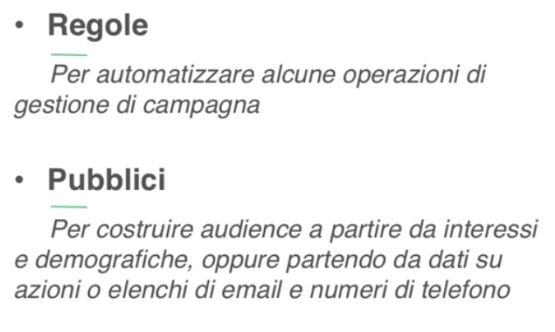 • Regole
Per automatizzare alcune operazioni di
gestione di campagna
• Pubblici
Per costruire audience a partire da interessi
e demografiche, oppure partendo da dati su
azioni o elenchi di email e numeri di telefono